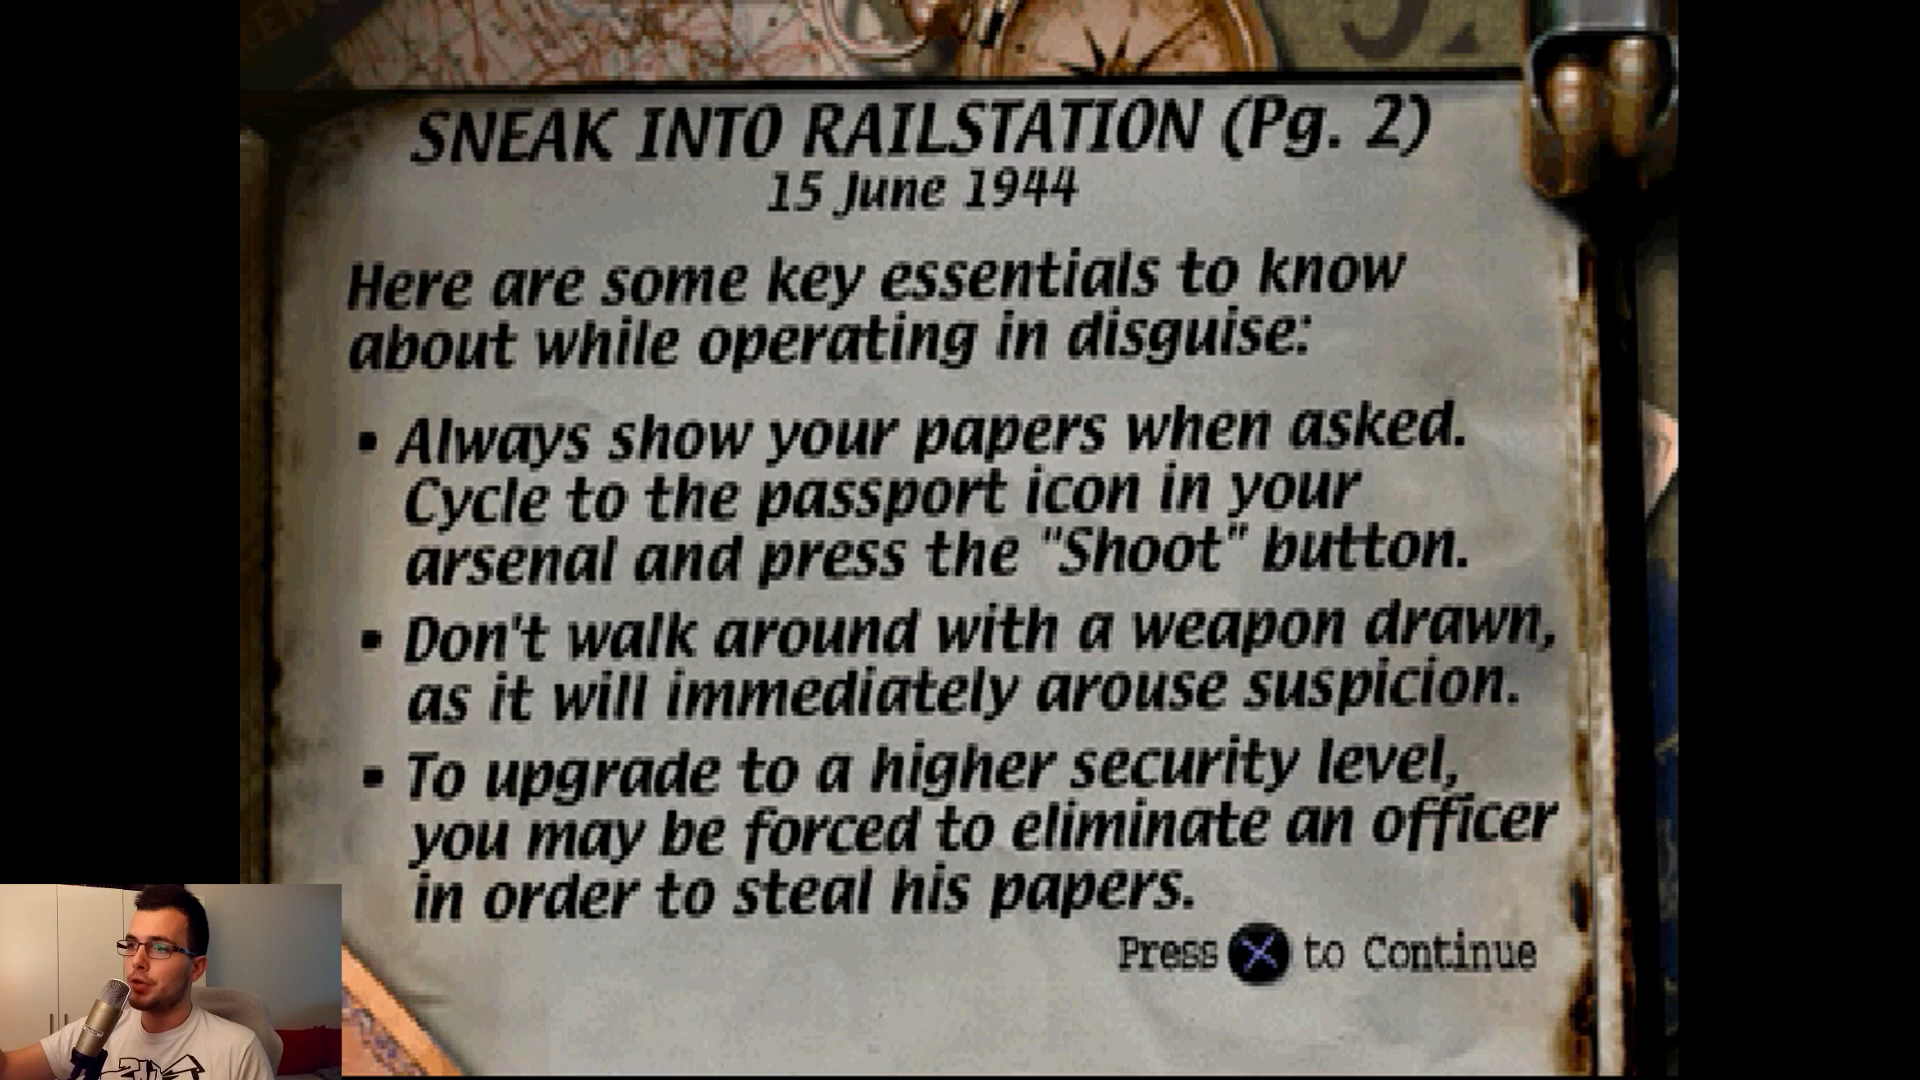 SNEAK INTO RAILSTATION (Pg. 2)
15 June 1944
Here are some key essentials to know
about while operating in disguise:
▪ Always show your papers when asked.
Cycle to the passport icon in your
arsenal and press the "Shoot" button.
▪ Don't walk around with a weapon drawn,
as it will immediately arouse suspicion.
▪ To upgrade to a higher security level,
you may be forced to eliminate an officer
in order to steal his papers.
Press X to Continue